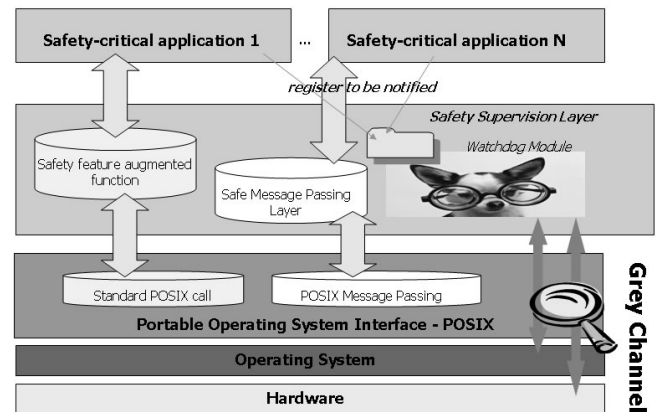 Safety-critical application 1
...
Safety-critical application N
register to be notified
Safety Supervision Layer
Watchdog Module
Safety feature augmented
function
Safe Message Passing
Layer
Standard POSIX call
POSIX Message Passing
Portable Operating System Interface - POSIX
Operating System
Hardware
Grey Channel